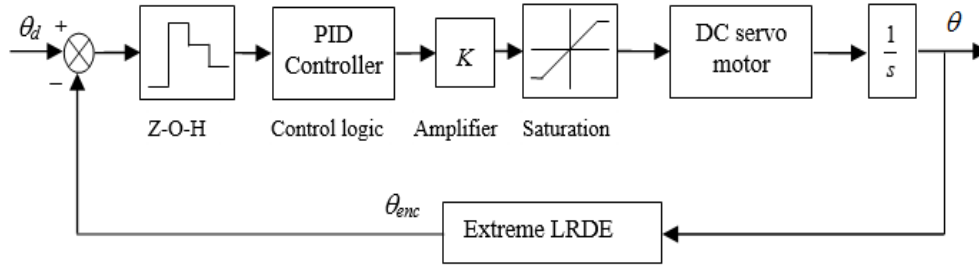 θd + −
PID
Controller
K
DC servo
motor
1
s
θ
Z-O-H
Control logic
Amplifier
Saturation
θenc
Extreme LRDE